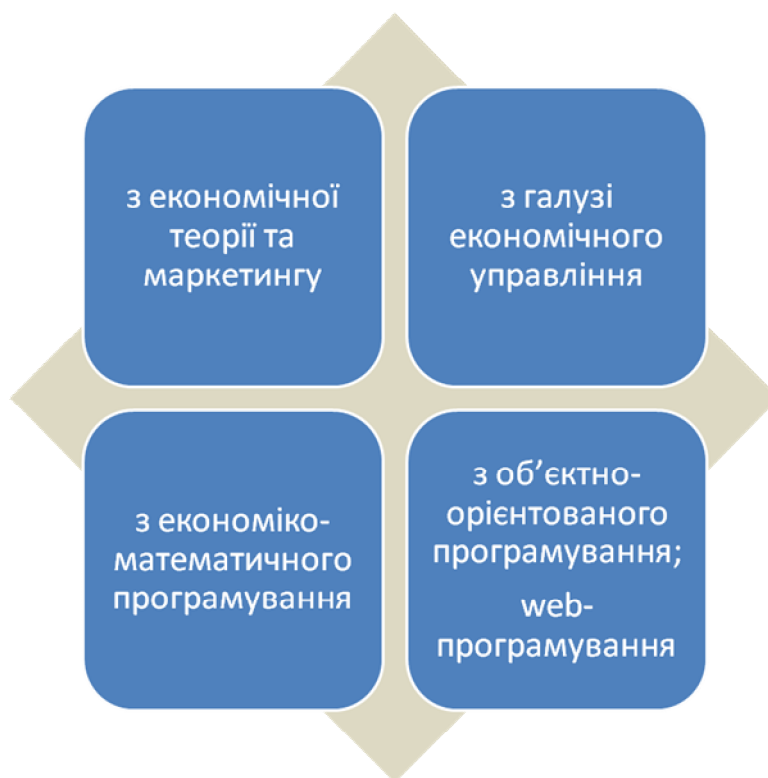 з економічної
теорії та
маркетингу
з галузі
економічного
управління
з економіко-
математичного
програмування
з об’єктно-
орієнтованого
програмування;
web-
програмування